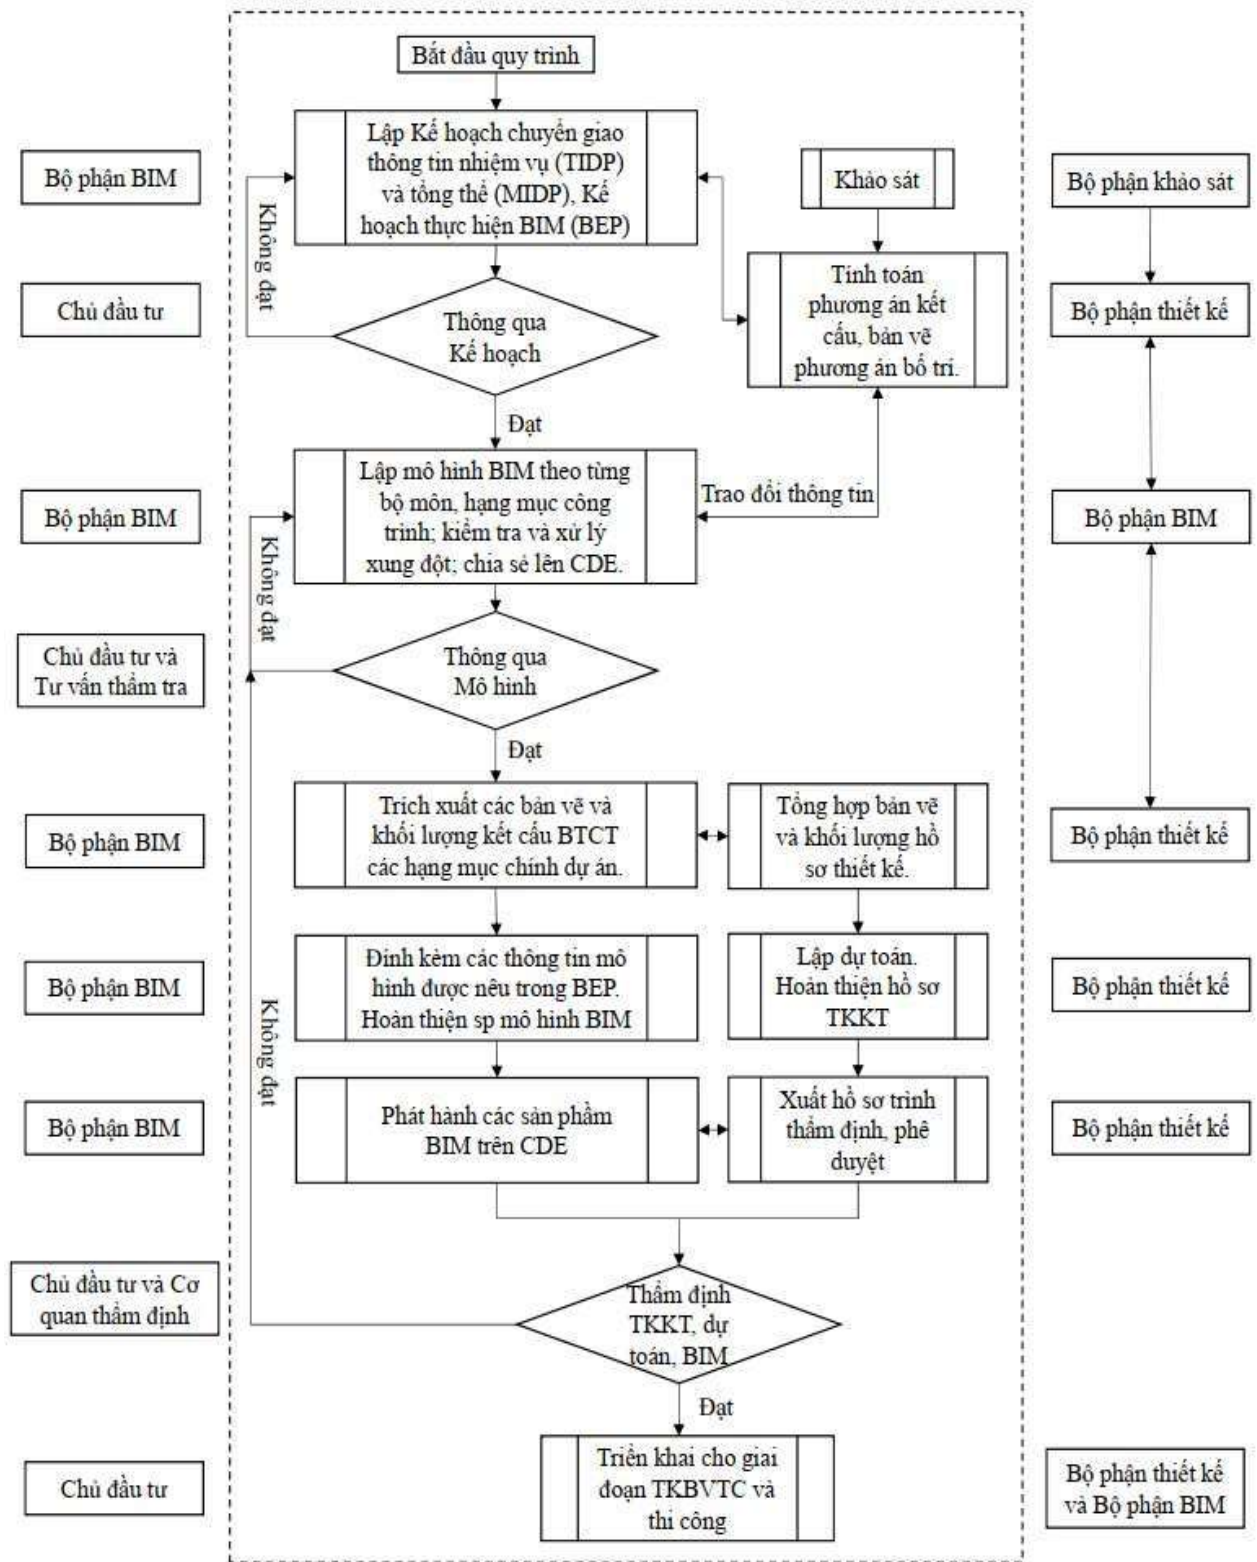 Bắt đầu quy trình
Bộ phận BIM
Lập Kế hoạch chuyển giao
thông tin nhiệm vụ (TIDP)
và tổng thể (MIDP), Kế
hoạch thực hiện BIM (BEP)
Khảo sát
Bộ phận khảo sát
Không đạt
Chủ đầu tư
Thông qua
Kế hoạch
Tính toán
phương án kết
cấu, bản vẽ
phương án bố trí.
Bộ phận thiết kế
Đạt
Bộ phận BIM
Lập mô hình BIM theo từng
bộ môn, hạng mục công
trình; kiểm tra và xử lý
xung đột; chia sẻ lên CDE.
Trao đổi thông tin
Bộ phận BIM
Không đạt
Chủ đầu tư và
Tư vấn thẩm tra
Thông qua
Mô hình
Đạt
Bộ phận BIM
Trích xuất các bản vẽ và
khối lượng kết cấu BTCT
các hạng mục chính dự án.
Tổng hợp bản vẽ
và khối lượng hồ
sơ thiết kế.
Bộ phận thiết kế
Bộ phận BIM
Đính kèm các thông tin mô
hình được nêu trong BEP.
Hoàn thiện sp mô hình BIM
Lập dự toán.
Hoàn thiện hồ sơ
TKKT
Bộ phận thiết kế
Không đạt
Bộ phận BIM
Phát hành các sản phẩm
BIM trên CDE
Xuất hồ sơ trình
thẩm định, phê
duyệt
Bộ phận thiết kế
Chủ đầu tư và Cơ
quan thẩm định
Thẩm định
TKKT, dự
toán, BIM
Đạt
Chủ đầu tư
Triển khai cho giai
đoạn TKBVTC và
thi công
Bộ phận thiết kế
và Bộ phận BIM